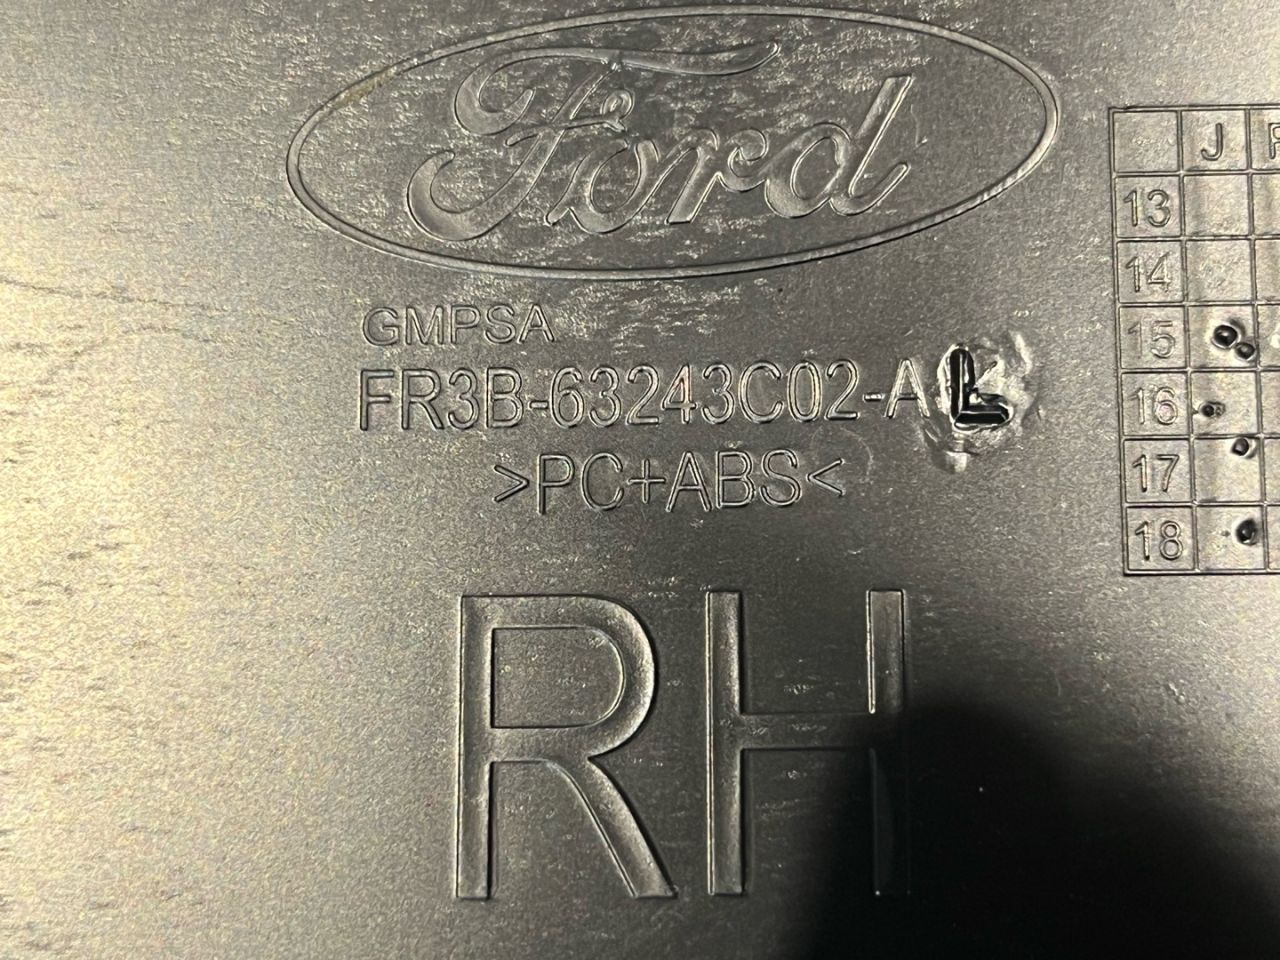 Ford
GMPSA
FR3B-63243C02-AL
>PC+ABS<
RH
J
13
14
15
16
17
18